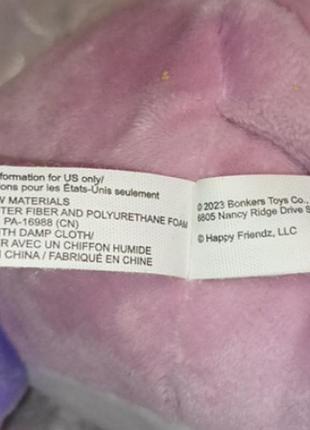 formation for US only/
ons pour les États-Unis seulement
W MATERIALS
TER FIBER AND POLYURETHANE FOAM
PA-16988 (CN)
TH DAMP CLOTH/
ER AVEC UN CHIFFON HUMIDE
N CHINA / FABRIQUÉ EN CHINE
© 2023 Bonkers Toys Co.,
6805 Nancy Ridge Drive S
© Happy Friendz, LLC